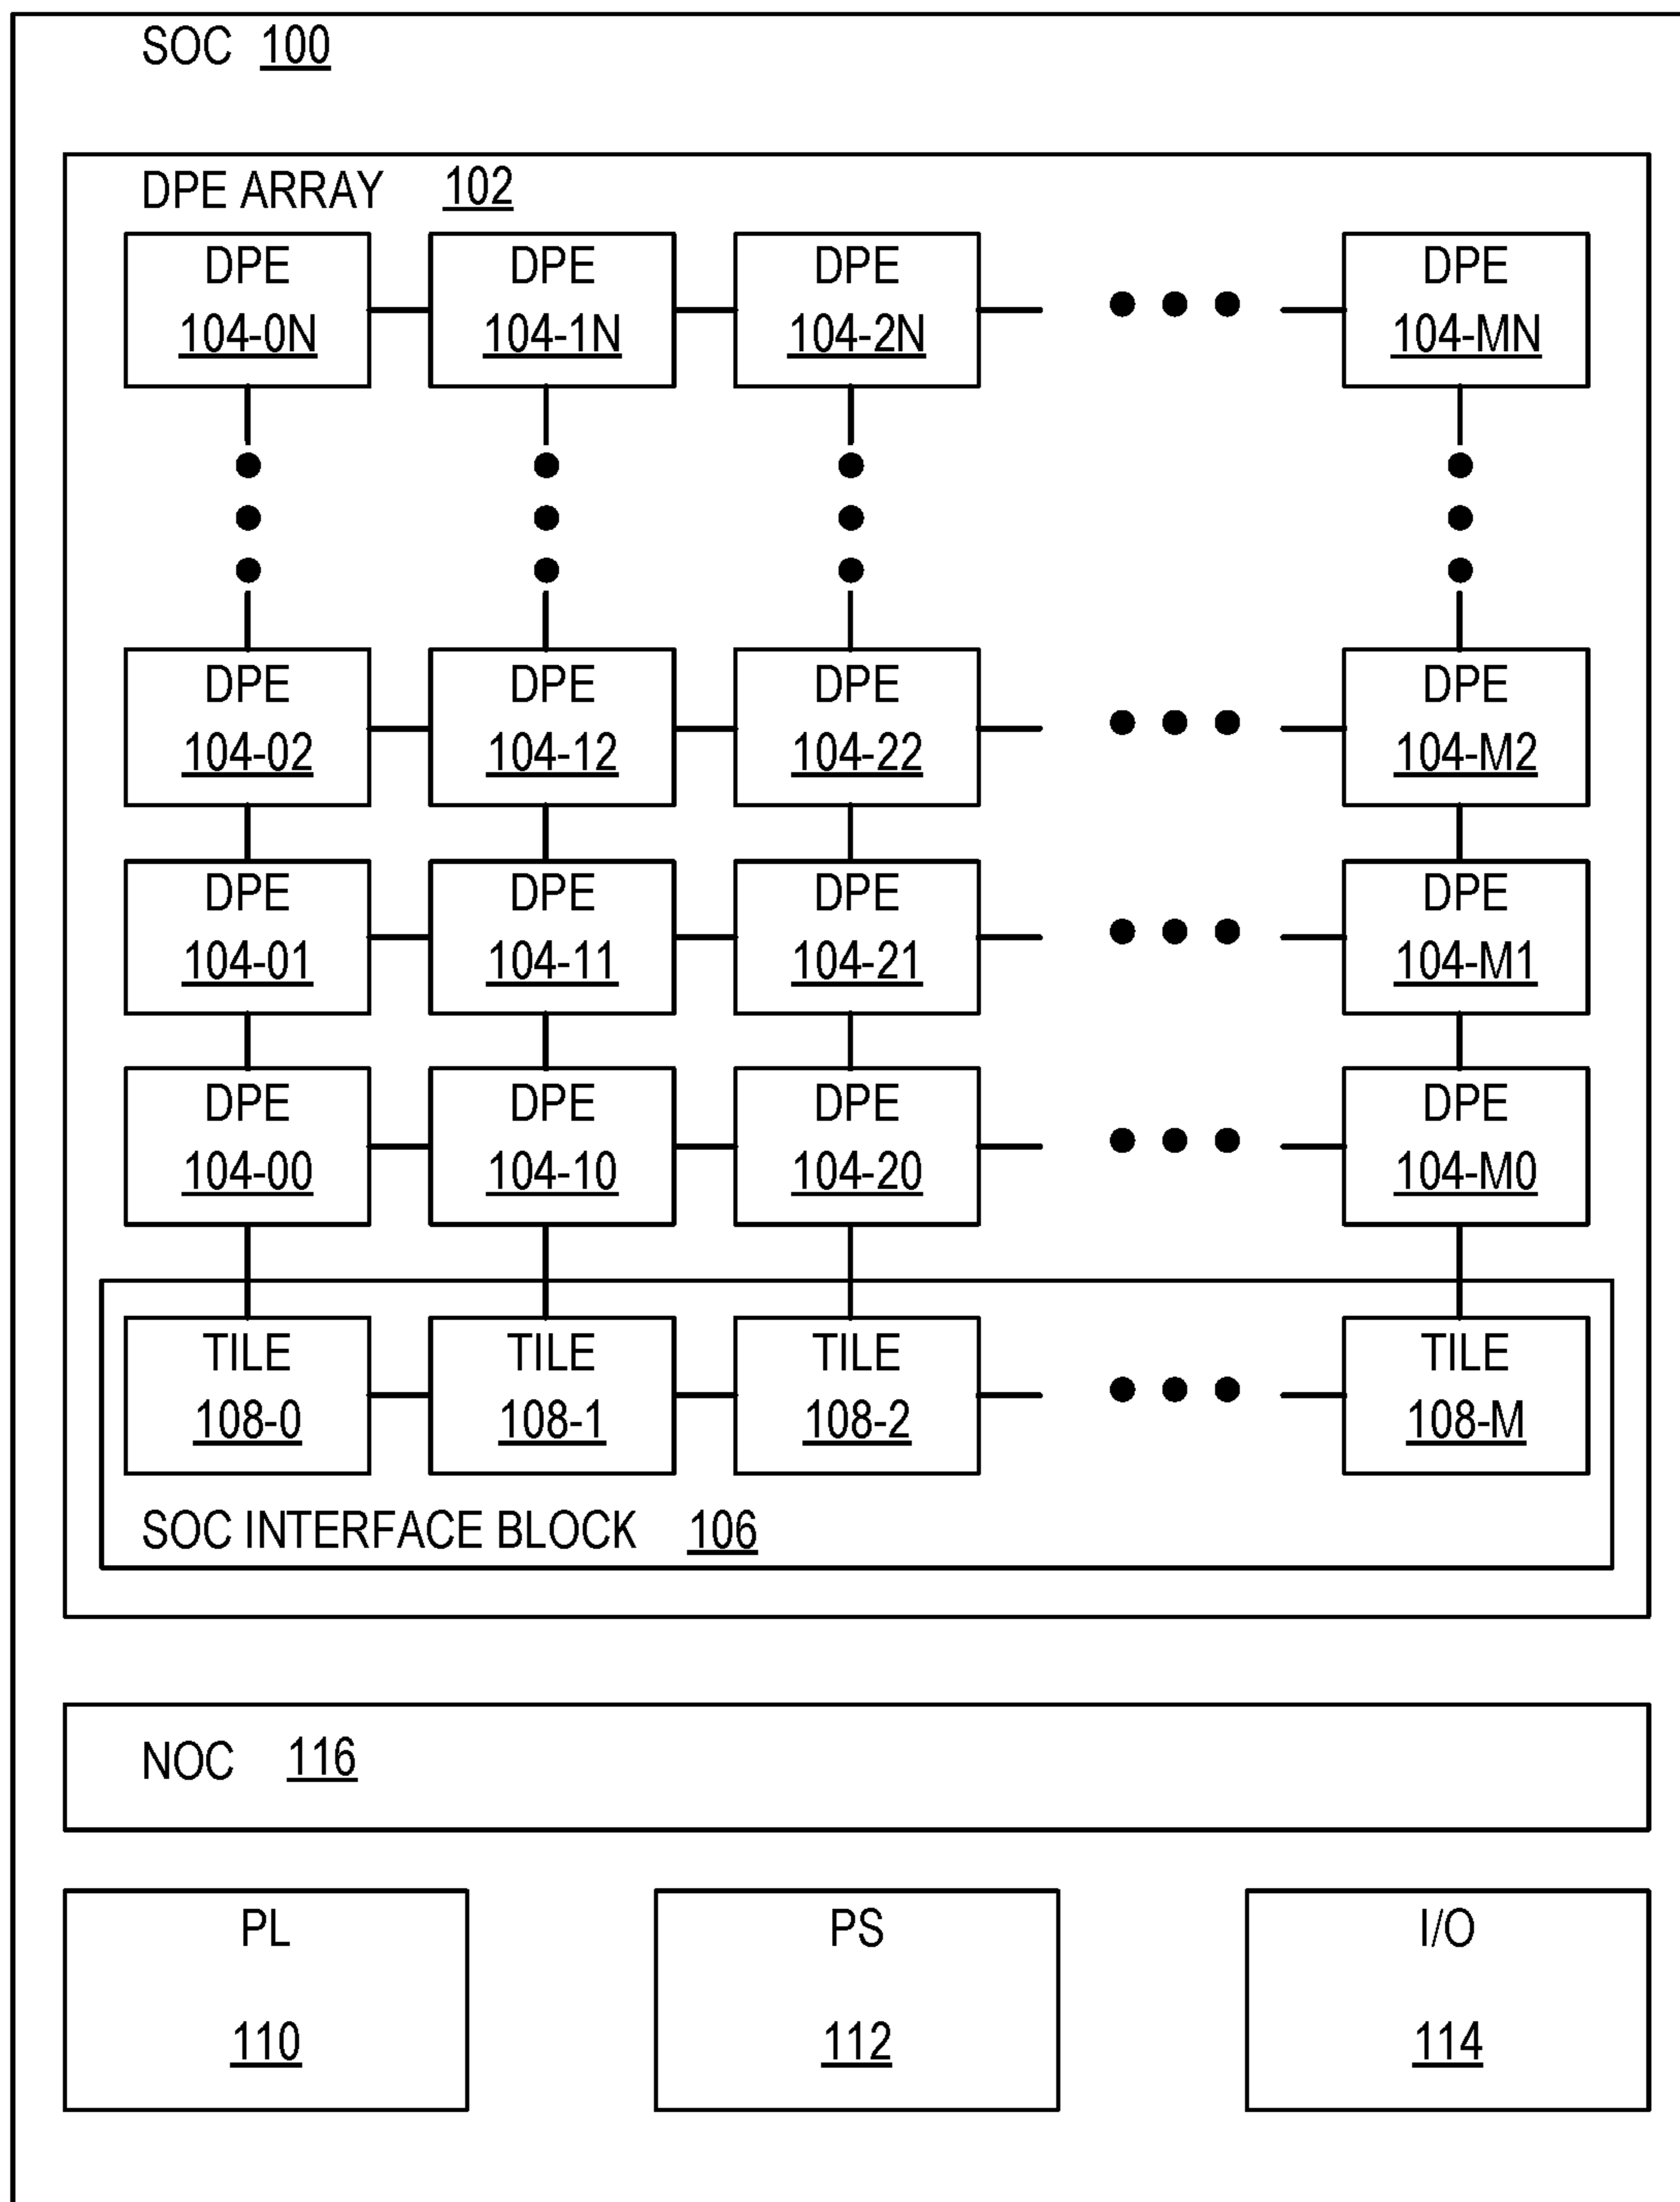 SOC 100
DPE ARRAY 102
DPE DPE DPE DPE
104-0N 104-1N 104-2N 104-MN
DPE DPE DPE DPE
104-02 104-12 104-22 104-M2
DPE DPE DPE DPE
104-01 104-11 104-21 104-M1
DPE DPE DPE DPE
104-00 104-10 104-20 104-M0
TILE TILE TILE TILE
108-0 108-1 108-2 108-M
SOC INTERFACE BLOCK 106
NOC 116
PL PS I/O
110 112 114